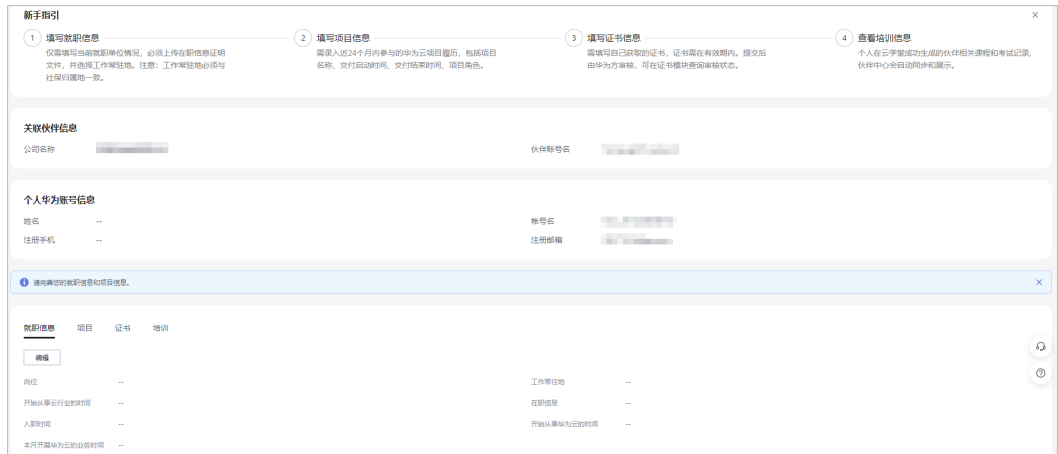 新手指引
1 填写就职信息
仅需填写当前就职单位情况，必须上传在职信息证明
文件，并选择工作常驻地。注意：工作常驻地必须与
社保归属地一致。
2 填写项目信息
需录入近24个月内参与的华为云项目履历，包括项目
名称、交付启动时间、交付结束时间、项目角色。
3 填写证书信息
需填写自己获取的证书，证书需在有效期内。提交后
由华为方审核，可在证书模块查询审核状态。
4 查看培训信息
个人在云学堂成功生成的伙伴相关课程和考试记录,
伙伴中心会自动同步和展示。
关联伙伴信息
公司名称
伙伴账号名
个人华为账号信息
姓名 --
帐号名
注册手机 --
注册邮箱
请完善您的就职信息和项目信息。
就职信息 项目 证书 培训
编辑
岗位 --
工作常住地 --
开始从事云行业的时间 --
在职信息 --
入职时间 --
开始从事华为云的时间 --
本月开展华为云的业务时间 --